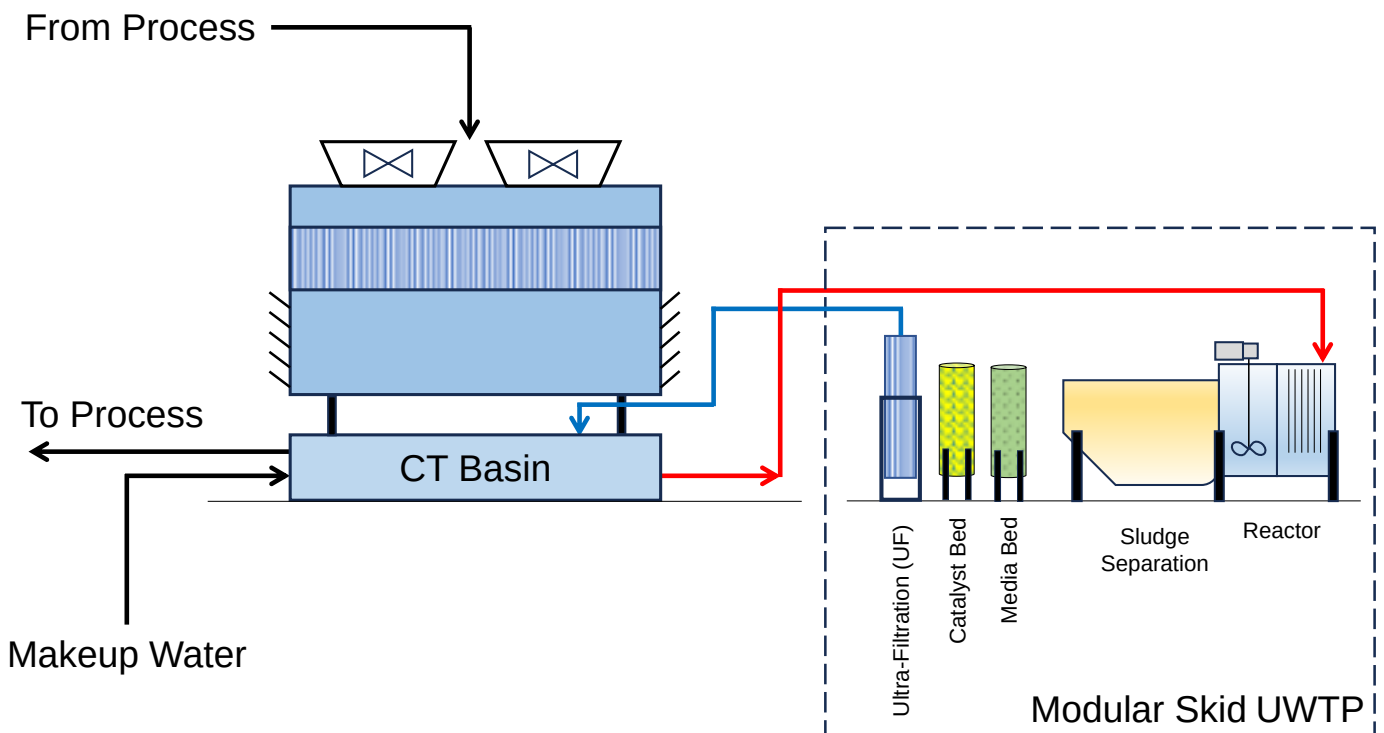 From Process
To Process
CT Basin
Makeup Water
Ultra-Filtration (UF)
Catalyst Bed
Media Bed
Sludge
Separation
Reactor
Modular Skid UWTP